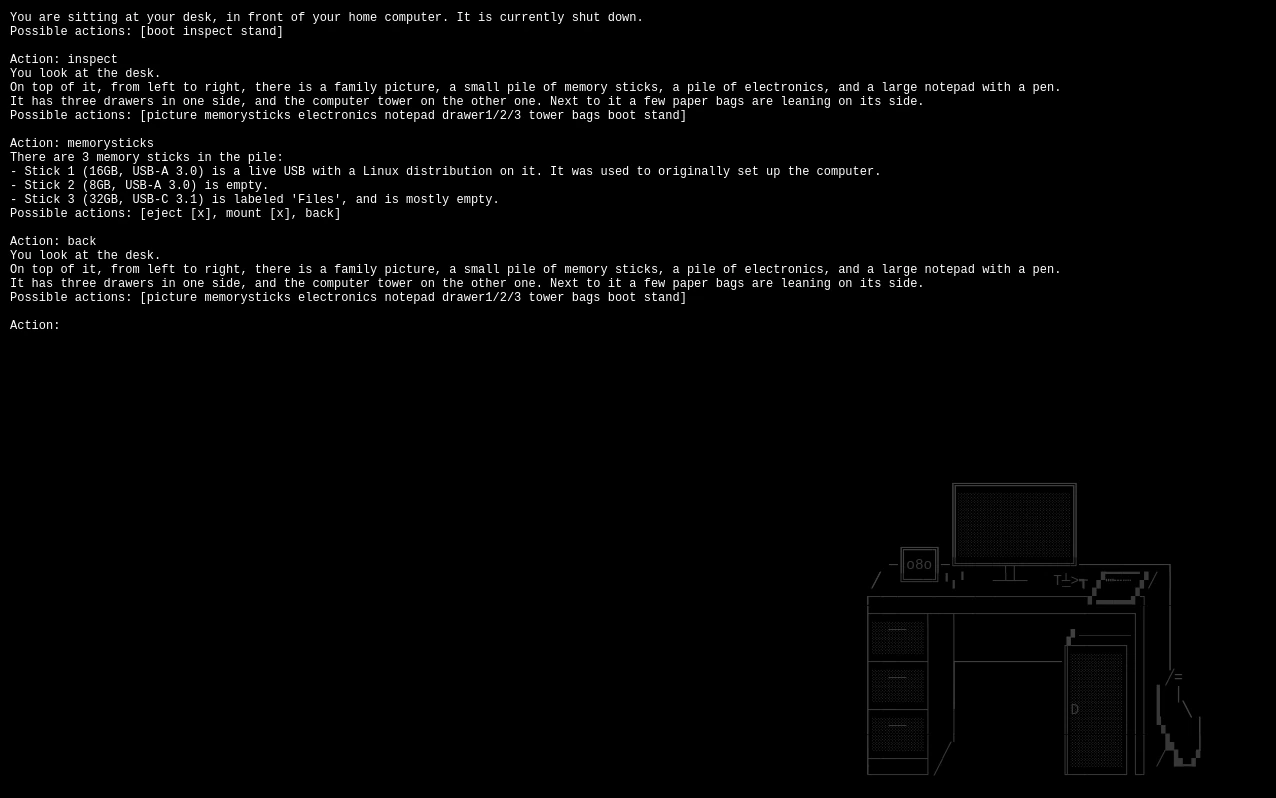 You are sitting at your desk, in front of your home computer. It is currently shut down.
Possible actions: [boot inspect stand]
Action: inspect
You look at the desk.
On top of it, from left to right, there is a family picture, a small pile of memory sticks, a pile of electronics, and a large notepad with a pen.
It has three drawers in one side, and the computer tower on the other one. Next to it a few paper bags are leaning on its side.
Possible actions: [picture memorysticks electronics notepad drawer1/2/3 tower bags boot stand]
Action: memorysticks
There are 3 memory sticks in the pile:
- Stick 1 (16GB, USB-A 3.0) is a live USB with a Linux distribution on it. It was used to originally set up the computer.
- Stick 2 (8GB, USB-A 3.0) is empty.
- Stick 3 (32GB, USB-C 3.1) is labeled 'Files', and is mostly empty.
Possible actions: [eject [x], mount [x], back]
Action: back
You look at the desk.
On top of it, from left to right, there is a family picture, a small pile of memory sticks, a pile of electronics, and a large notepad with a pen.
It has three drawers in one side, and the computer tower on the other one. Next to it a few paper bags are leaning on its side.
Possible actions: [picture memorysticks electronics notepad drawer1/2/3 tower bags boot stand]
Action:
o8o
D